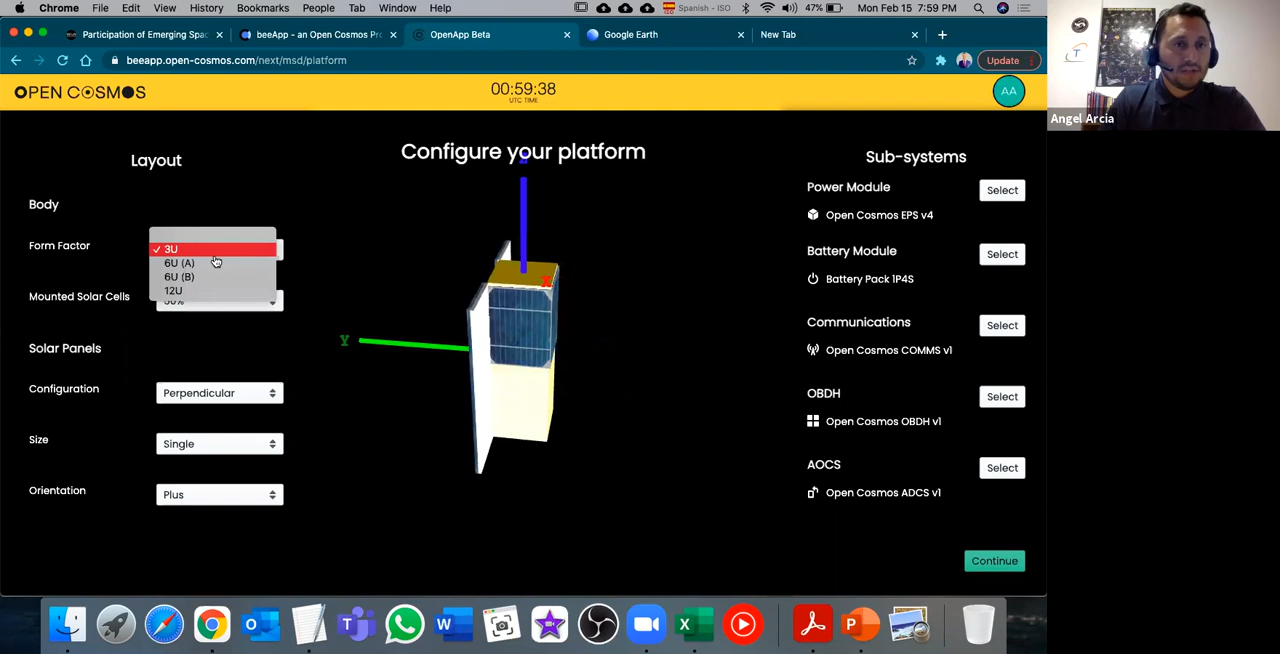 Chrome File Edit View History Bookmarks People Tab Window Help Spanish - ISO 47% Mon Feb 15 7:59 PM
Participation of Emerging Spac × beeApp - an Open Cosmos Pro × OpenApp Beta × Google Earth × New Tab × +
beeapp.open-cosmos.com/next/msd/platform Update
OPEN COSMOS 00:59:38 AA
UTC TIME
Angel Arcia
Layout
Body
Form Factor
3U
6U (A)
6U (B)
12U
Mounted Solar Cells
Solar Panels
Configuration Perpendicular
Size Single
Orientation Plus
Configure your platform
X
Y
Sub-systems
Power Module Select
Open Cosmos EPS v4
Battery Module Select
Battery Pack 1P4S
Communications Select
Open Cosmos COMMS v1
OBDH Select
Open Cosmos OBDH v1
AOCS Select
Open Cosmos ADCS v1
Continue